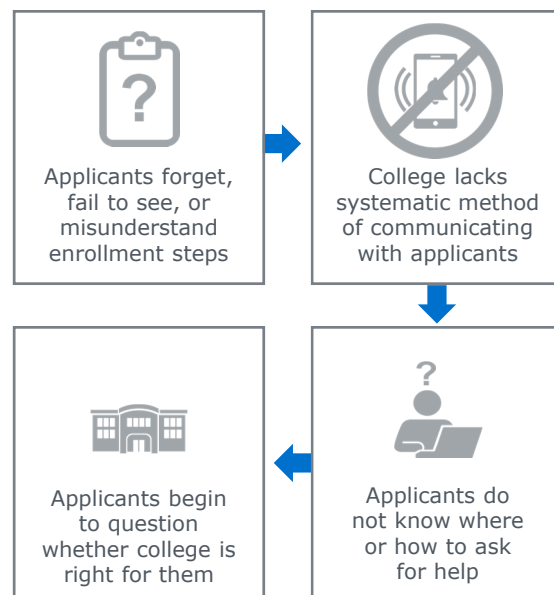 ?
Applicants forget,
fail to see, or
misunderstand
enrollment steps
College lacks
systematic method
of communicating
with applicants
?
Applicants do
not know where
or how to ask
for help
Applicants begin
to question
whether college is
right for them